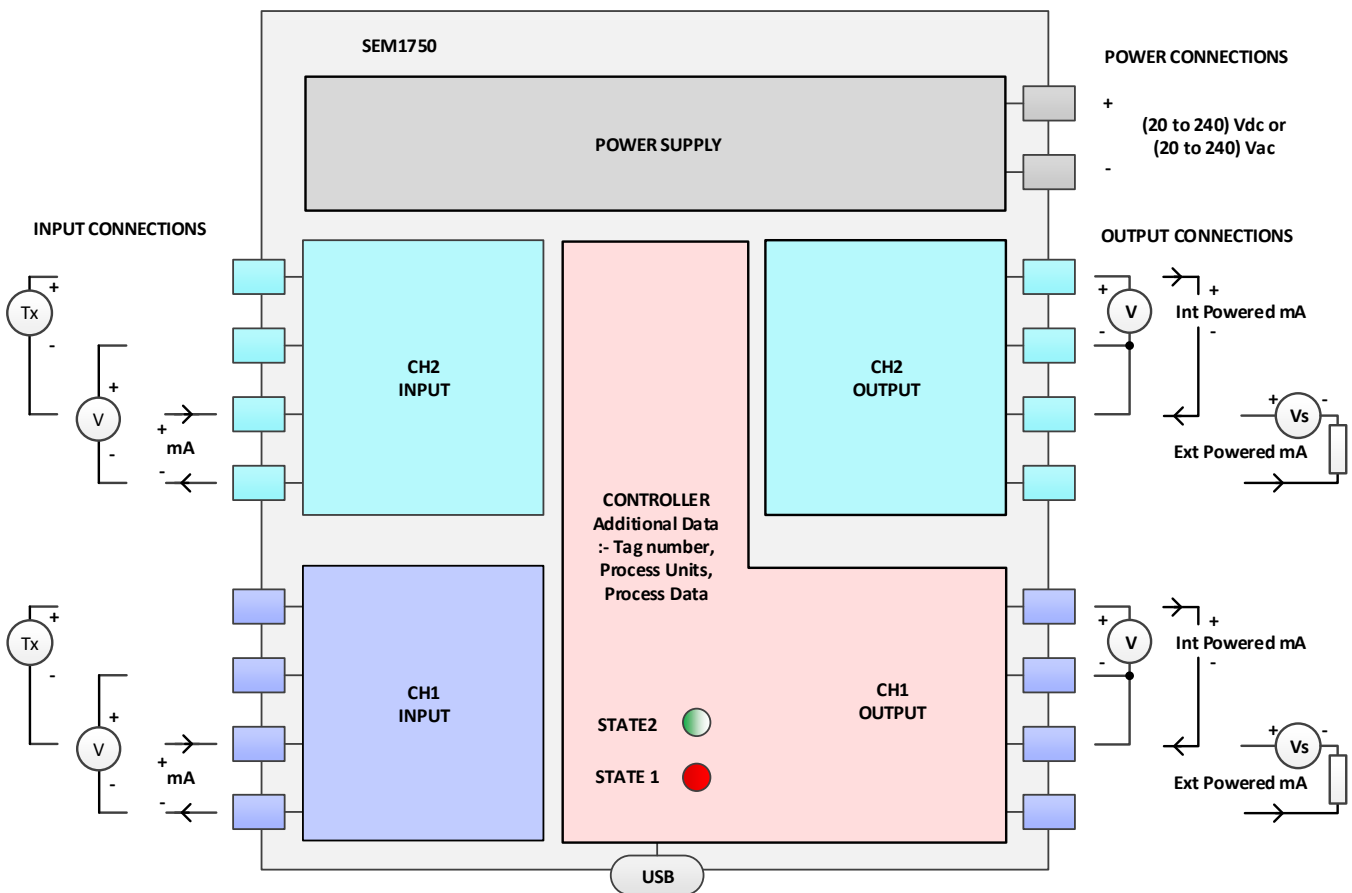 SEM1750
POWER SUPPLY
POWER CONNECTIONS
+
(20 to 240) Vdc or
(20 to 240) Vac
-
INPUT CONNECTIONS
+
Tx
-
+
V
-
+
mA
-
CH2
INPUT
CH2
OUTPUT
OUTPUT CONNECTIONS
+
V
-
+
Int Powered mA
-
+
Vs
-
Ext Powered mA
CONTROLLER
Additional Data
:- Tag number,
Process Units,
Process Data
+
Tx
-
+
V
-
+
mA
-
CH1
INPUT
STATE2
STATE 1
CH1
OUTPUT
+
V
-
+
Int Powered mA
-
+
Vs
-
Ext Powered mA
USB